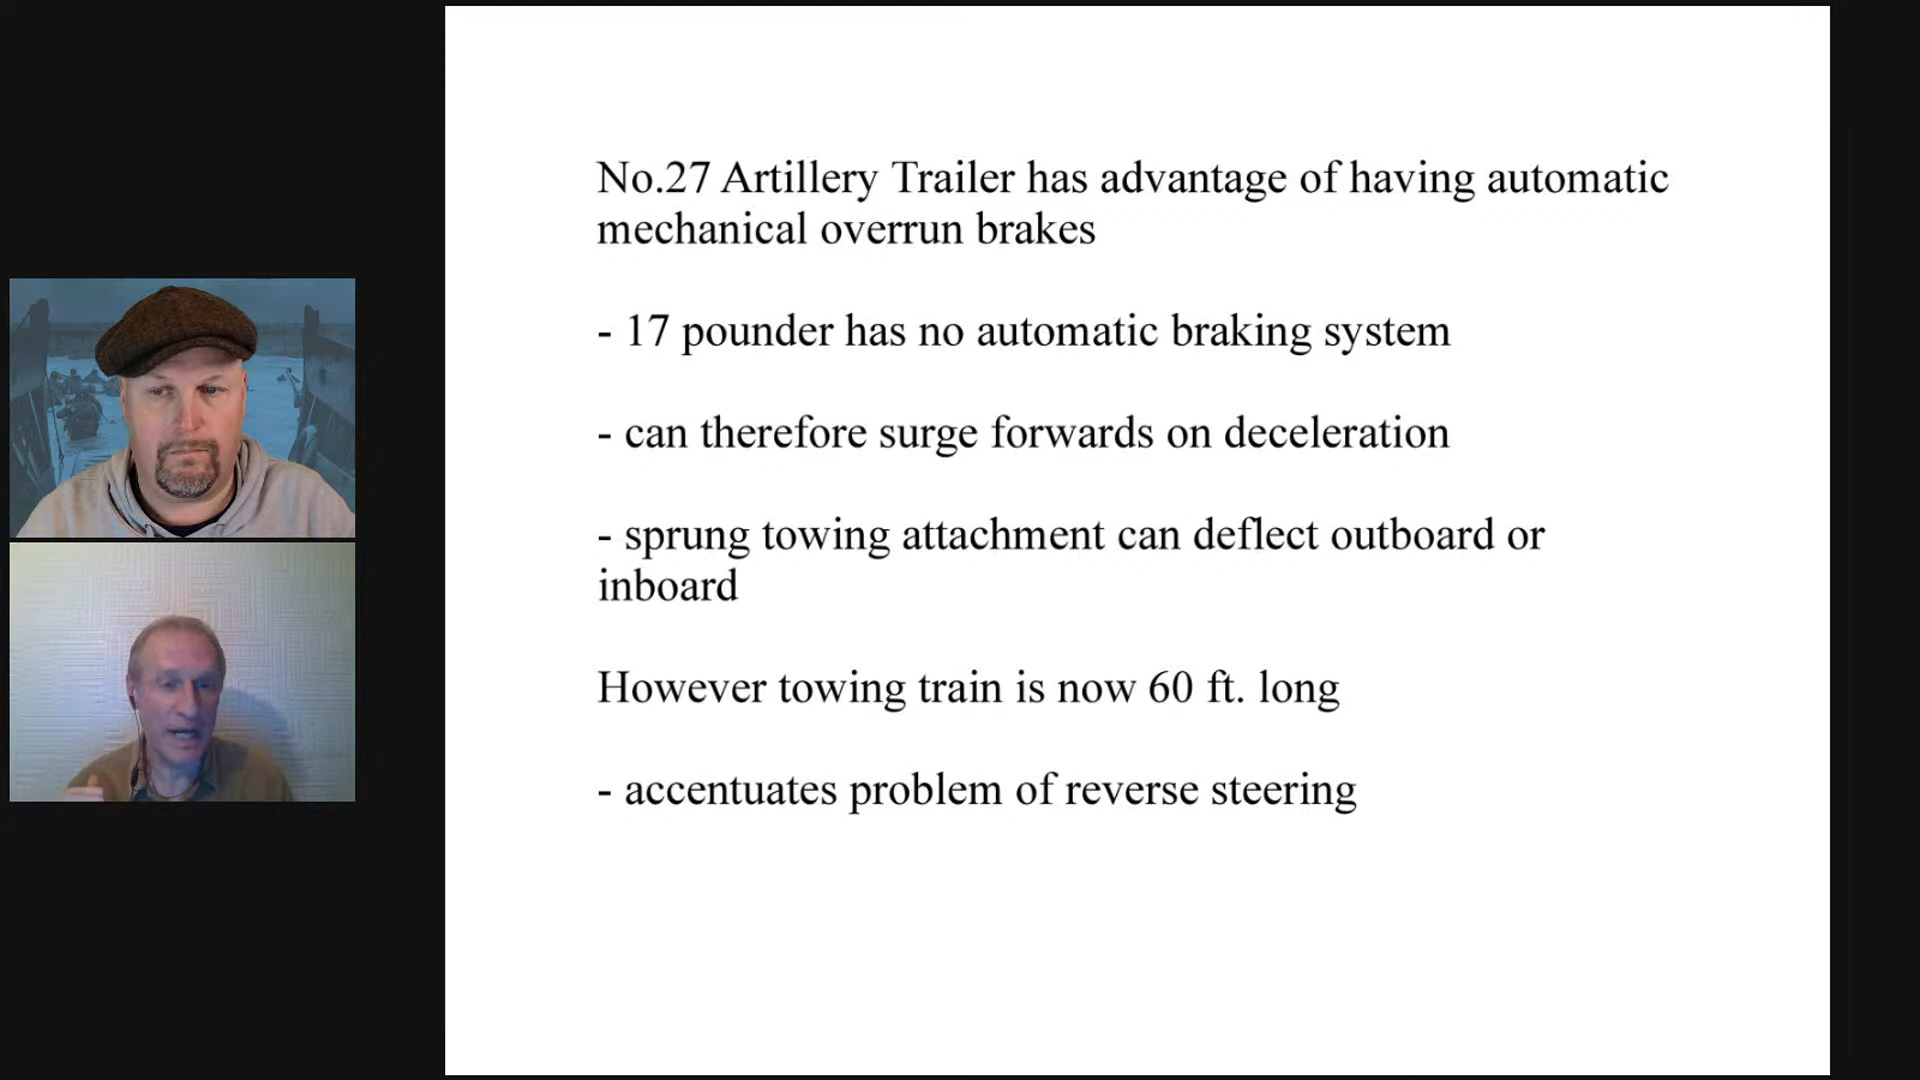 No.27 Artillery Trailer has advantage of having automatic
mechanical overrun brakes
- 17 pounder has no automatic braking system
- can therefore surge forwards on deceleration
- sprung towing attachment can deflect outboard or
inboard
However towing train is now 60 ft. long
- accentuates problem of reverse steering